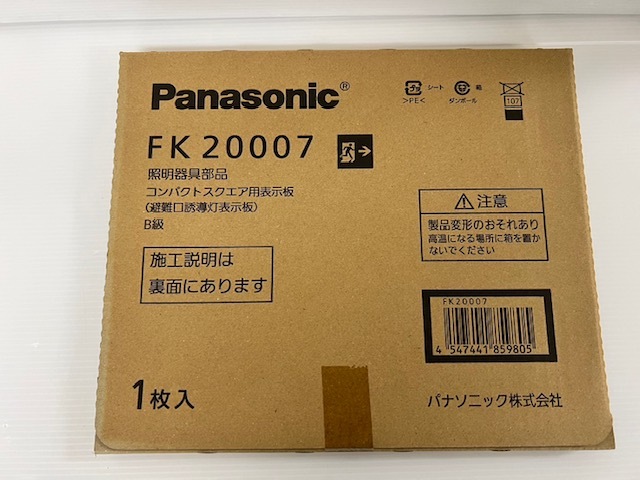 Panasonic®
FK 20007
照明器具部品
コンパクトスクエア用表示板
(避難口誘導灯表示板)
B級
施工説明は
裏面にあります
1枚入
シート
>PE<
箱
ダンボール
107
注意
製品変形のおそれあり
高温になる場所に箱を置か
ないでください
FK20007
4 547441 859805
パナソニック株式会社